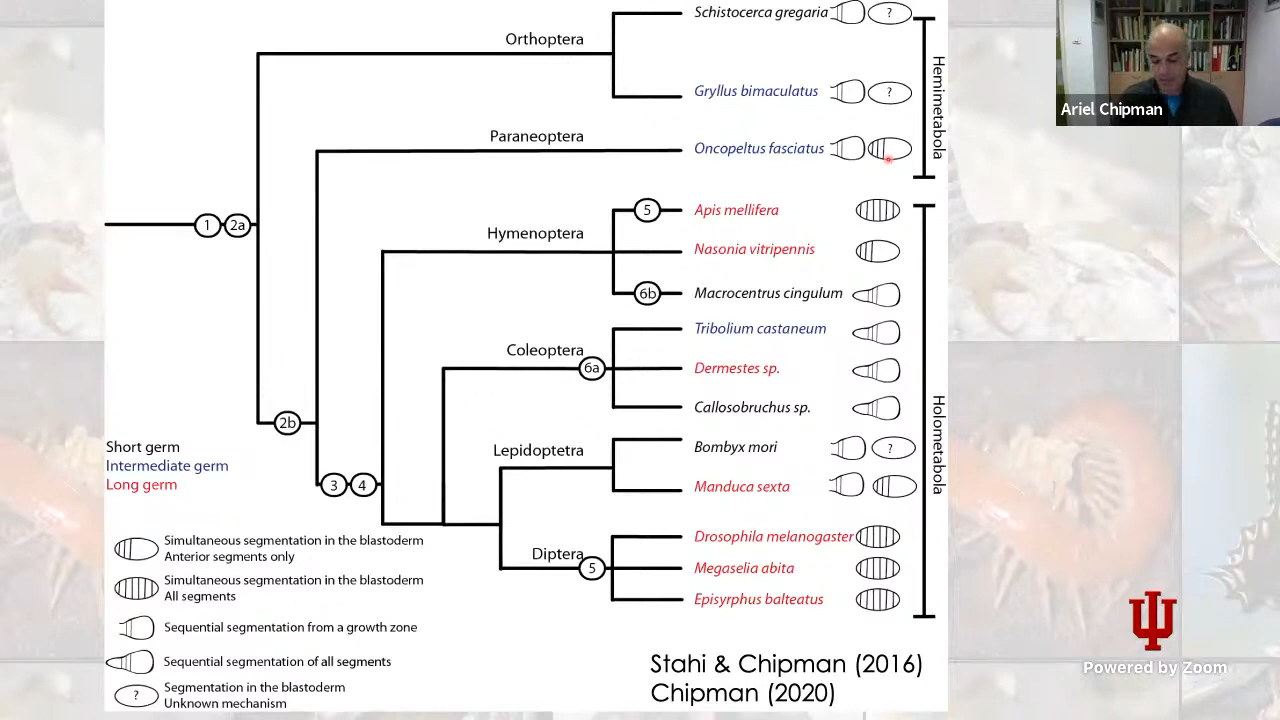 Schistocerca gregaria
?
Orthoptera
Gryllus bimaculatus
?
Paraneoptera
Oncopeltus fasciatus
Hemimetabola
Ariel Chipman
1
2a
5
Apis mellifera
Hymenoptera
Nasonia vitripennis
6b
Macrocentrus cingulum
Tribolium castaneum
Coleoptera
6a
Dermestes sp.
Callosobruchus sp.
2b
Bombyx mori
?
Lepidoptetra
3
4
Manduca sexta
Drosophila melanogaster
Diptera
5
Megaselia abita
Episyrphus balteatus
Holometabola
Short germ
Intermediate germ
Long germ
Simultaneous segmentation in the blastoderm
Anterior segments only
Simultaneous segmentation in the blastoderm
All segments
Sequential segmentation from a growth zone
Sequential segmentation of all segments
?
Segmentation in the blastoderm
Unknown mechanism
Stahi & Chipman (2016)
Chipman (2020)
Powered by Zoom